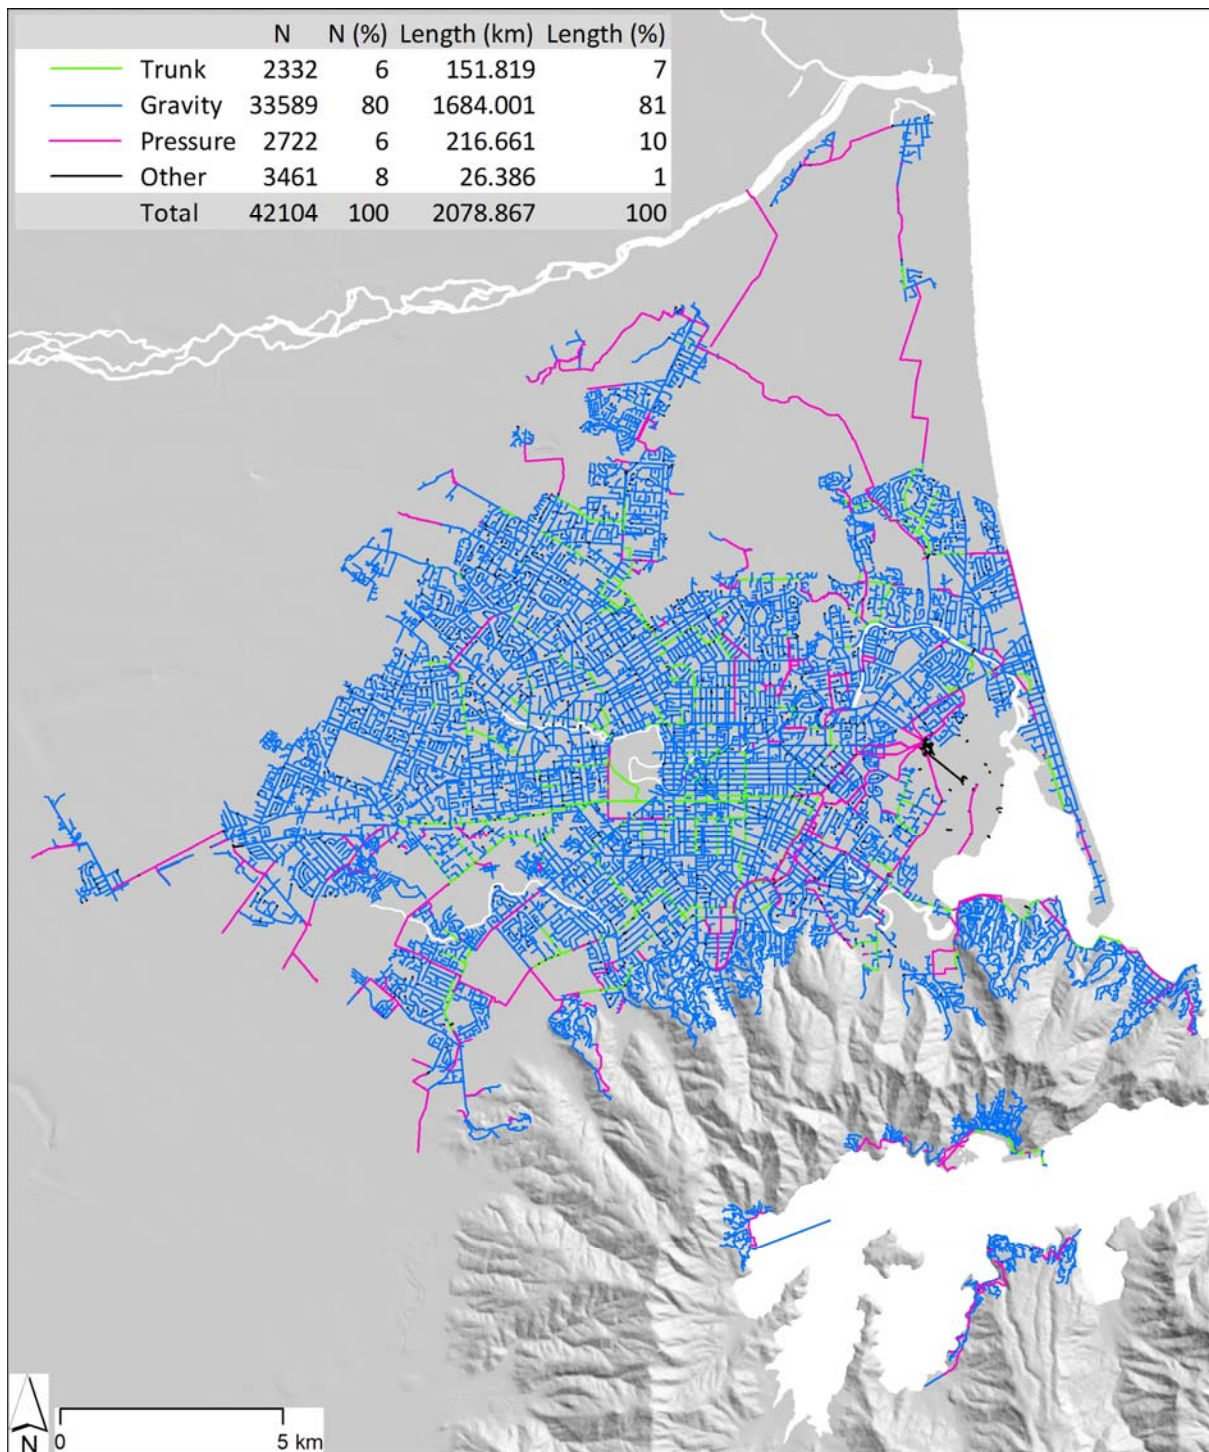 N N (%) Length (km) Length (%)
Trunk 2332 6 151.819 7
Gravity 33589 80 1684.001 81
Pressure 2722 6 216.661 10
Other 3461 8 26.386 1
Total 42104 100 2078.867 100
N 0 5 km